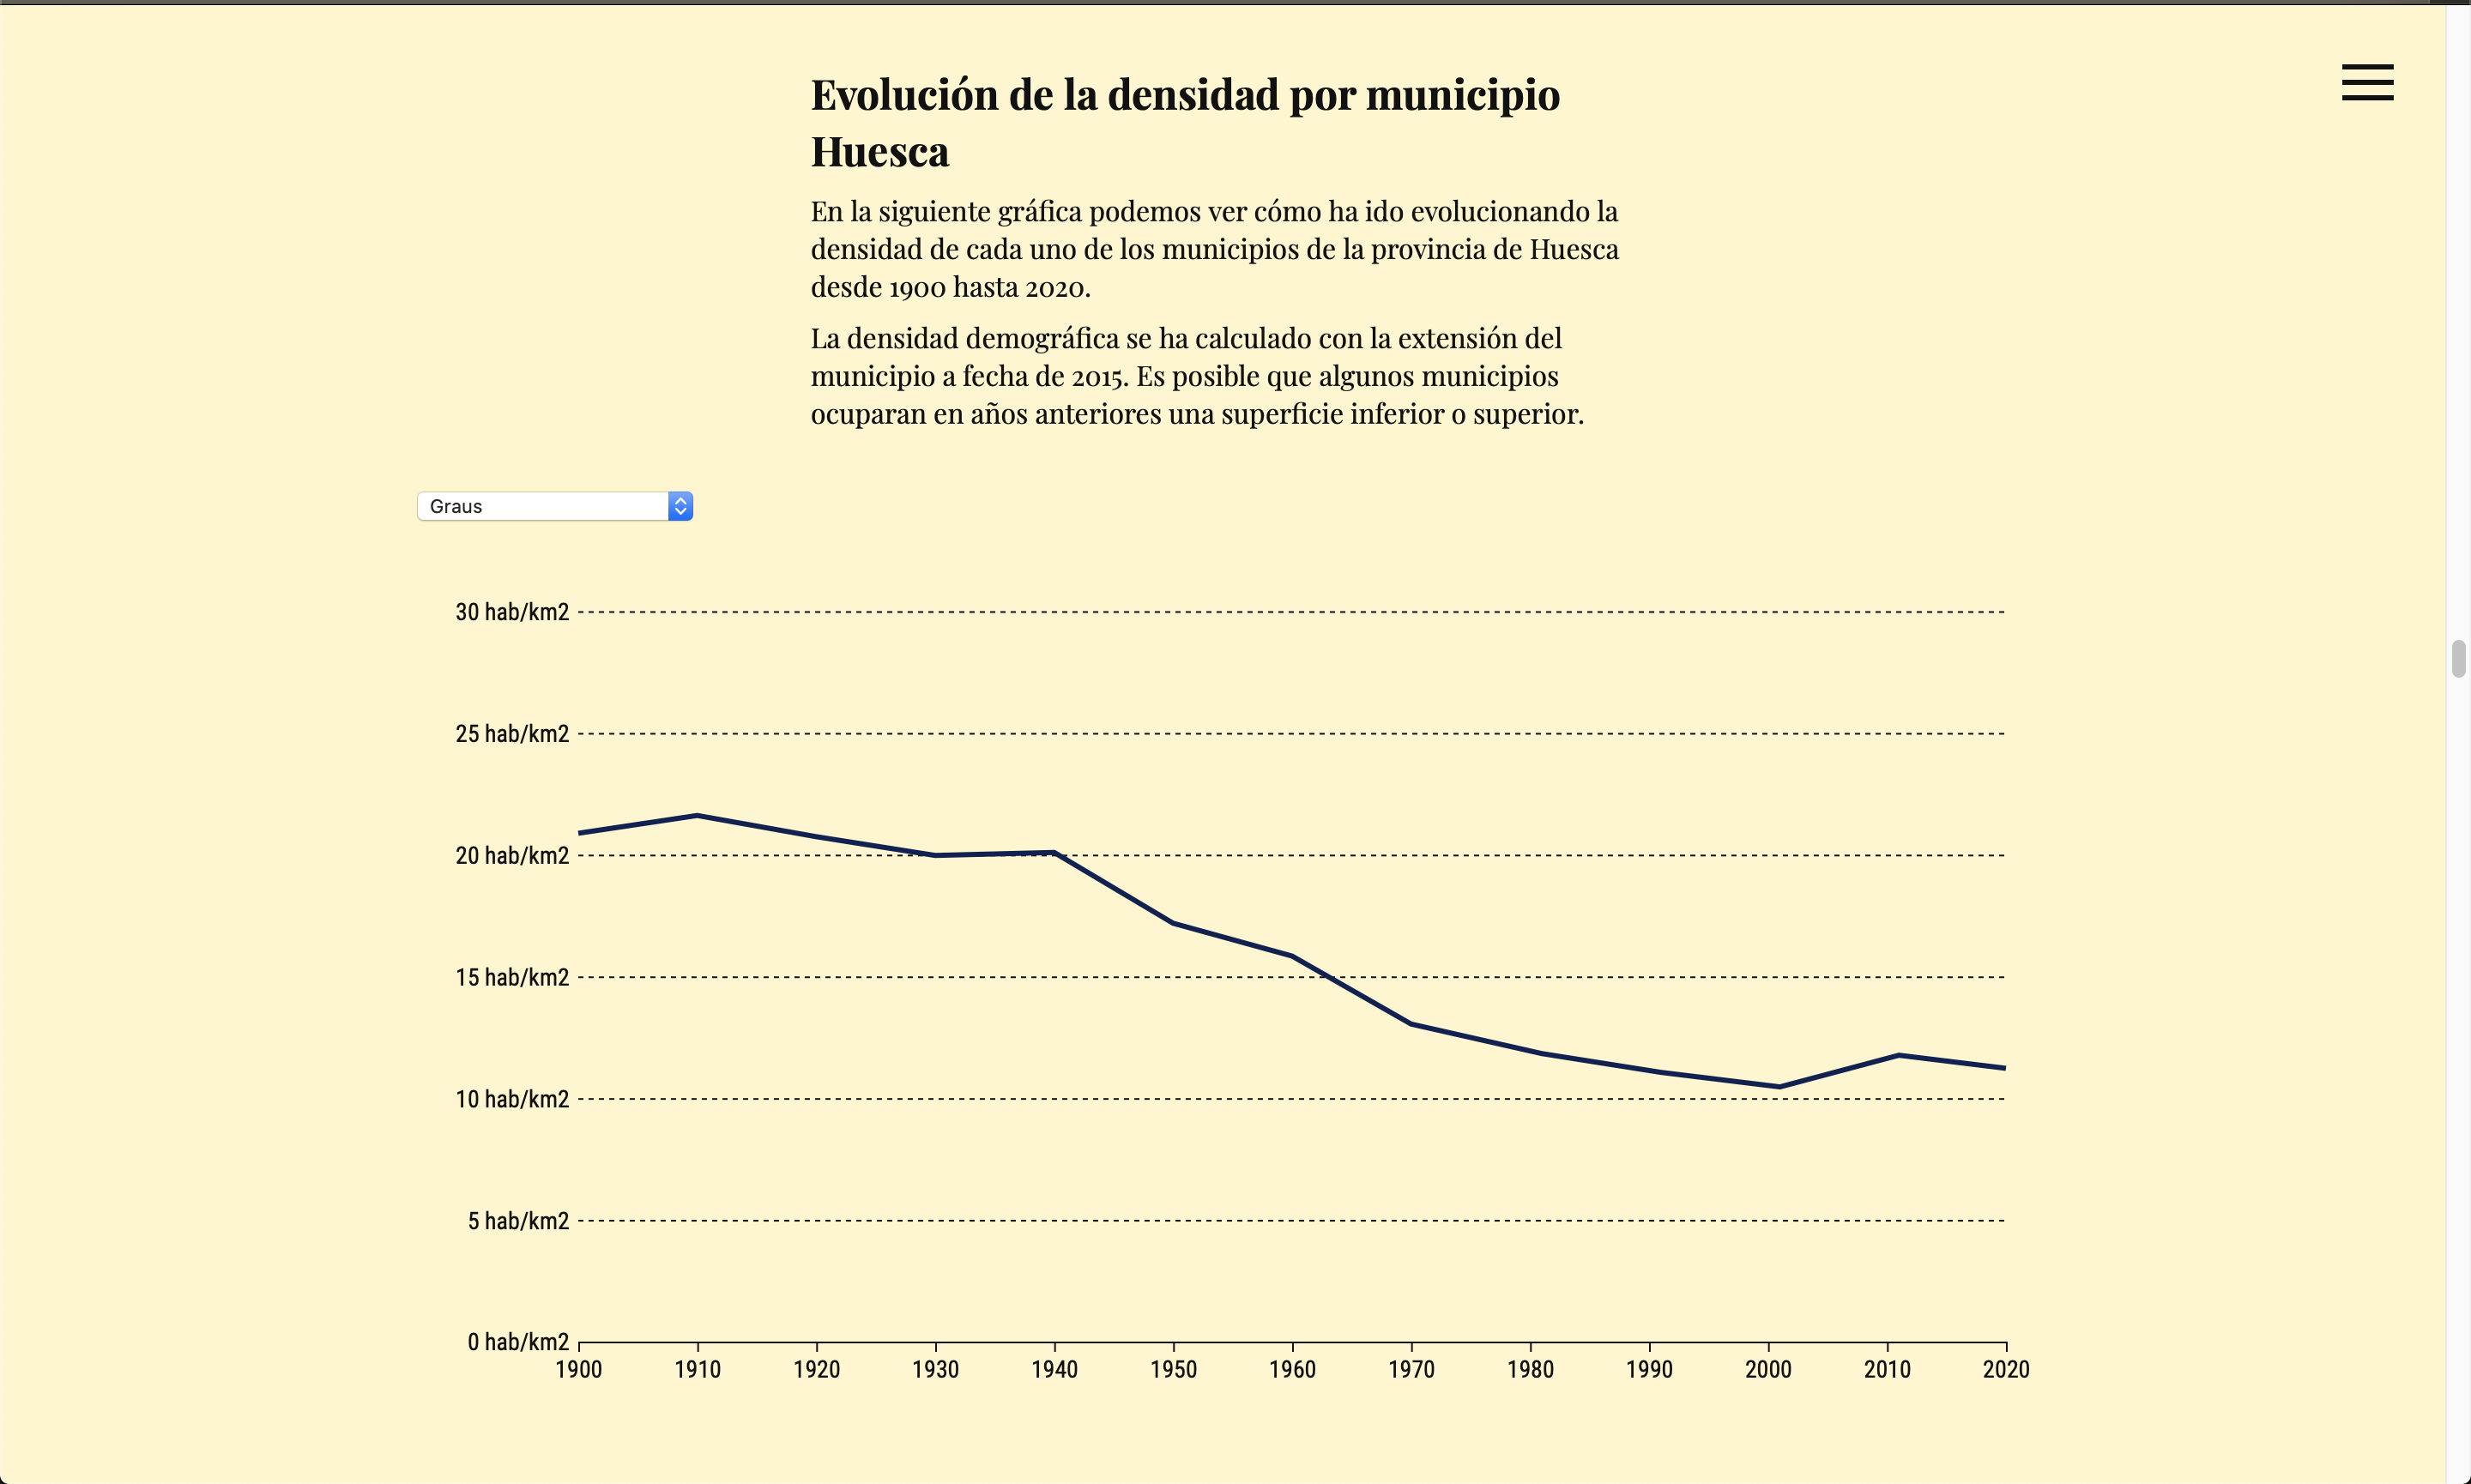 Evolución de la densidad por municipio
Huesca
En la siguiente gráfica podemos ver cómo ha ido evolucionando la
densidad de cada uno de los municipios de la provincia de Huesca
desde 1900 hasta 2020.
La densidad demográfica se ha calculado con la extensión del
municipio a fecha de 2015. Es posible que algunos municipios
ocuparan en años anteriores una superficie inferior o superior.
Graus
30 hab/km2
25 hab/km2
20 hab/km2
15 hab/km2
10 hab/km2
5 hab/km2
0 hab/km2
1900 1910 1920 1930 1940 1950 1960 1970 1980 1990 2000 2010 2020